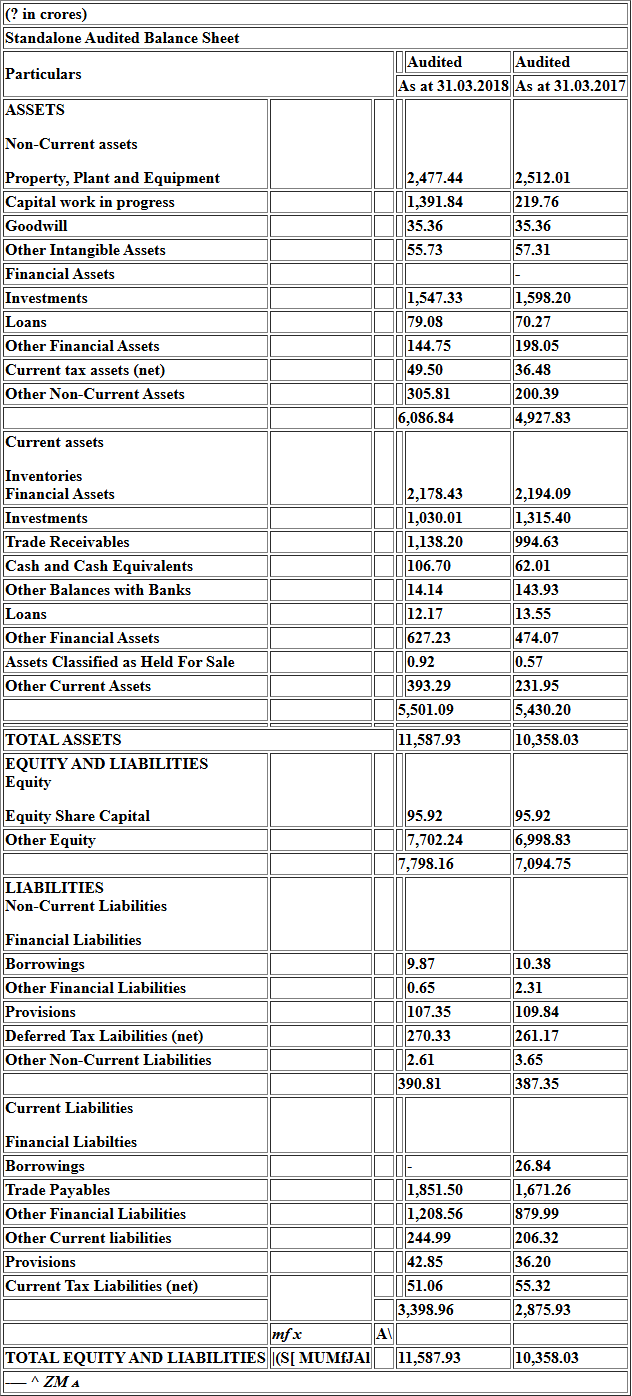 (? in crores)
Standalone Audited Balance Sheet
Particulars Audited Audited
As at 31.03.2018 As at 31.03.2017
ASSETS
Non-Current assets
Property, Plant and Equipment 2,477.44 2,512.01
Capital work in progress 1,391.84 219.76
Goodwill 35.36 35.36
Other Intangible Assets 55.73 57.31
Financial Assets -
Investments 1,547.33 1,598.20
Loans 79.08 70.27
Other Financial Assets 144.75 198.05
Current tax assets (net) 49.50 36.48
Other Non-Current Assets 305.81 200.39
6,086.84 4,927.83
Current assets
Inventories
Financial Assets 2,178.43 2,194.09
Investments 1,030.01 1,315.40
Trade Receivables 1,138.20 994.63
Cash and Cash Equivalents 106.70 62.01
Other Balances with Banks 14.14 143.93
Loans 12.17 13.55
Other Financial Assets 627.23 474.07
Assets Classified as Held For Sale 0.92 0.57
Other Current Assets 393.29 231.95
5,501.09 5,430.20
TOTAL ASSETS 11,587.93 10,358.03
EQUITY AND LIABILITIES
Equity
Equity Share Capital 95.92 95.92
Other Equity 7,702.24 6,998.83
7,798.16 7,094.75
LIABILITIES
Non-Current Liabilities
Financial Liabilities
Borrowings 9.87 10.38
Other Financial Liabilities 0.65 2.31
Provisions 107.35 109.84
Deferred Tax Laibilities (net) 270.33 261.17
Other Non-Current Liabilities 2.61 3.65
390.81 387.35
Current Liabilities
Financial Liabilties
Borrowings - 26.84
Trade Payables 1,851.50 1,671.26
Other Financial Liabilities 1,208.56 879.99
Other Current liabilities 244.99 206.32
Provisions 42.85 36.20
Current Tax Liabilities (net) 51.06 55.32
3,398.96 2,875.93
mf x A\
TOTAL EQUITY AND LIABILITIES |(S[ MUMfJAl 11,587.93 10,358.03
-— ^ ZM A